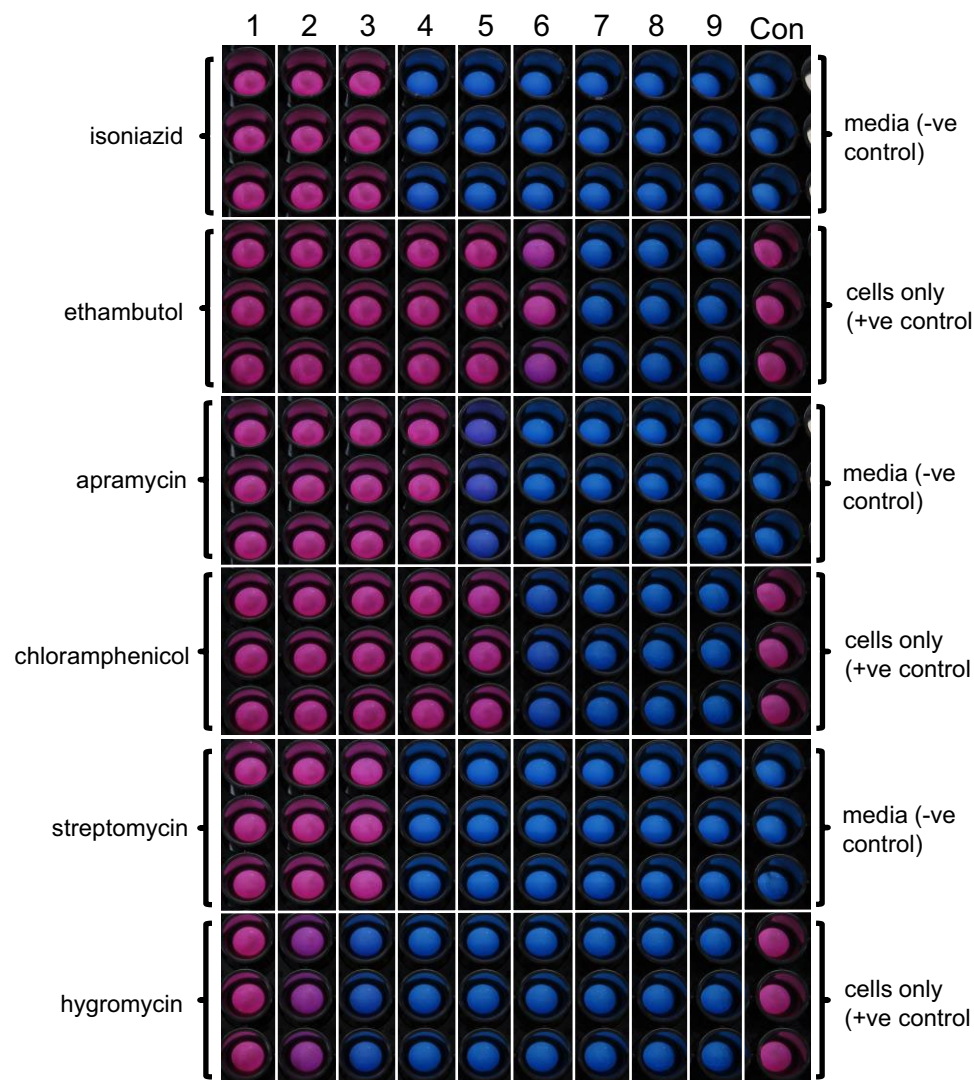 1 2 3 4 5 6 7 8 9 Con
isoniazid
media (-ve
control)
ethambutol
cells only
(+ve control
apramycin
media (-ve
control)
chloramphenicol
cells only
(+ve control
streptomycin
media (-ve
control)
hygromycin
cells only
(+ve control